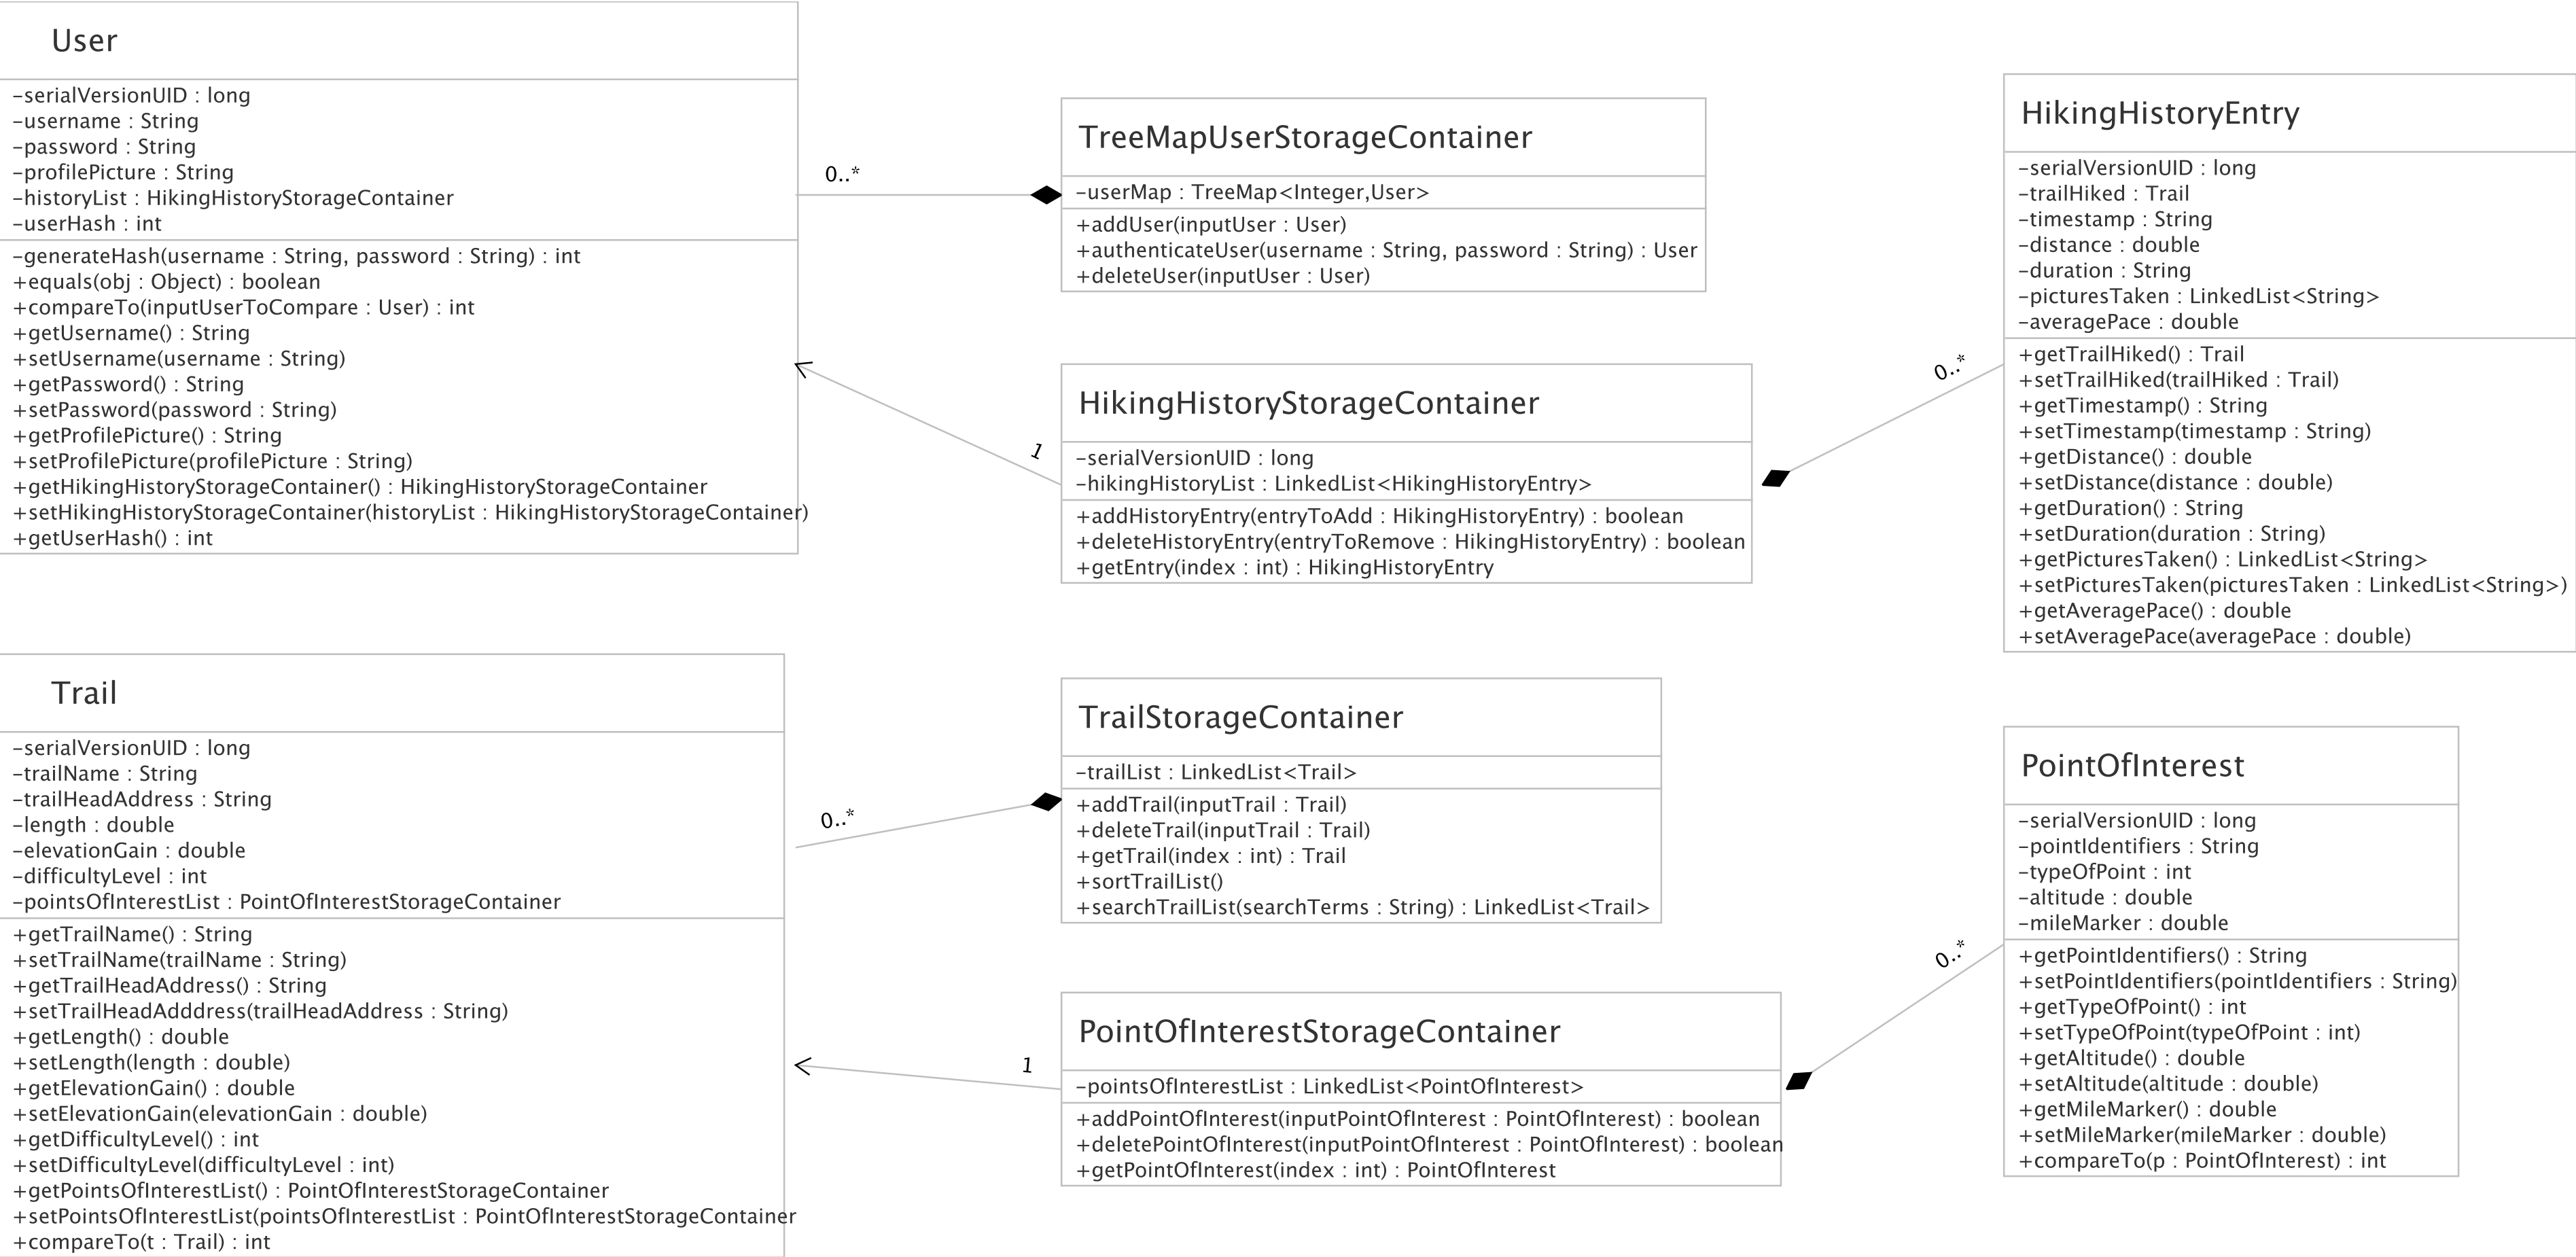 User
-serialVersionUID : long
-username : String
-password : String
-profilePicture : String
-historyList : HikingHistoryStorageContainer
-userHash : int
-generateHash(username : String, password : String) : int
+equals(obj : Object) : boolean
+compareTo(inputUserToCompare : User) : int
+getUsername() : String
+setUsername(username : String)
+getPassword() : String
+setPassword(password : String)
+getProfilePicture() : String
+setProfilePicture(profilePicture : String)
+getHikingHistoryStorageContainer() : HikingHistoryStorageContainer
+setHikingHistoryStorageContainer(historyList : HikingHistoryStorageContainer)
+getUserHash() : int
0..*
TreeMapUserStorageContainer
-userMap : TreeMap<Integer,User>
+addUser(inputUser : User)
+authenticateUser(username : String, password : String) : User
+deleteUser(inputUser : User)
1
HikingHistoryStorageContainer
-serialVersionUID : long
-hikingHistoryList : LinkedList<HikingHistoryEntry>
+addHistoryEntry(entryToAdd : HikingHistoryEntry) : boolean
+deleteHistoryEntry(entryToRemove : HikingHistoryEntry) : boolean
+getEntry(index : int) : HikingHistoryEntry
0..*
HikingHistoryEntry
-serialVersionUID : long
-trailHiked : Trail
-timestamp : String
-distance : double
-duration : String
-picturesTaken : LinkedList<String>
-averagePace : double
+getTrailHiked() : Trail
+setTrailHiked(trailHiked : Trail)
+getTimestamp() : String
+setTimestamp(timestamp : String)
+getDistance() : double
+setDistance(distance : double)
+getDuration() : String
+setDuration(duration : String)
+getPicturesTaken() : LinkedList<String>
+setPicturesTaken(picturesTaken : LinkedList<String>)
+getAveragePace() : double
+setAveragePace(averagePace : double)
Trail
-serialVersionUID : long
-trailName : String
-trailHeadAddress : String
-length : double
-elevationGain : double
-difficultyLevel : int
-pointsOfInterestList : PointOfInterestStorageContainer
+getTrailName() : String
+setTrailName(trailName : String)
+getTrailHeadAddress() : String
+setTrailHeadAdddress(trailHeadAddress : String)
+getLength() : double
+setLength(length : double)
+getElevationGain() : double
+setElevationGain(elevationGain : double)
+getDifficultyLevel() : int
+setDifficultyLevel(difficultyLevel : int)
+getPointsOfInterestList() : PointOfInterestStorageContainer
+setPointsOfInterestList(pointsOfInterestList : PointOfInterestStorageContainer
+compareTo(t : Trail) : int
0..*
TrailStorageContainer
-trailList : LinkedList<Trail>
+addTrail(inputTrail : Trail)
+deleteTrail(inputTrail : Trail)
+getTrail(index : int) : Trail
+sortTrailList()
+searchTrailList(searchTerms : String) : LinkedList<Trail>
1
PointOfInterestStorageContainer
-pointsOfInterestList : LinkedList<PointOfInterest>
+addPointOfInterest(inputPointOfInterest : PointOfInterest) : boolean
+deletePointOfInterest(inputPointOfInterest : PointOfInterest) : boolean
+getPointOfInterest(index : int) : PointOfInterest
0..*
PointOfInterest
-serialVersionUID : long
-pointIdentifiers : String
-typeOfPoint : int
-altitude : double
-mileMarker : double
+getPointIdentifiers() : String
+setPointIdentifiers(pointIdentifiers : String)
+getTypeOfPoint() : int
+setTypeOfPoint(typeOfPoint : int)
+getAltitude() : double
+setAltitude(altitude : double)
+getMileMarker() : double
+setMileMarker(mileMarker : double)
+compareTo(p : PointOfInterest) : int